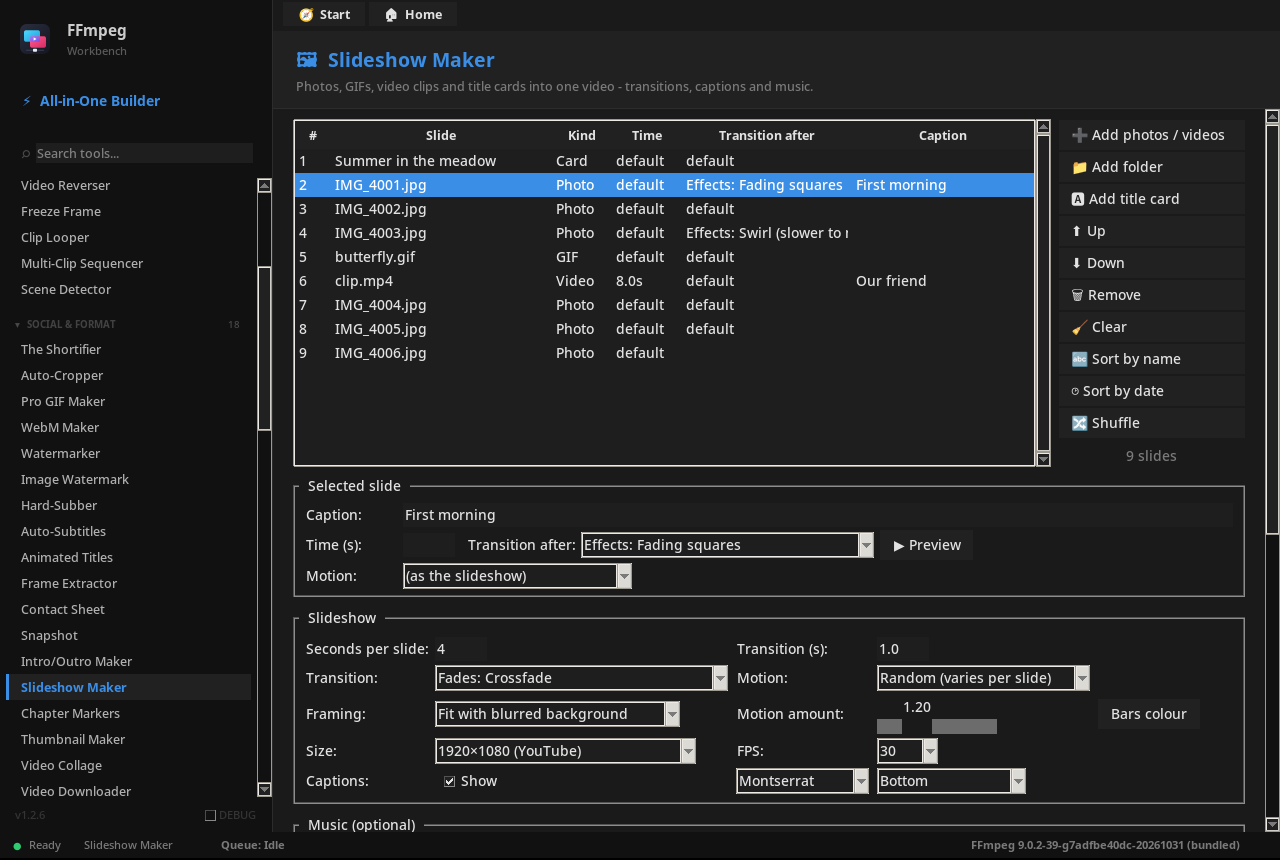 FFmpeg
Workbench
⚡ All-in-One Builder
Search tools...
Video Reverser
Freeze Frame
Clip Looper
Multi-Clip Sequencer
Scene Detector
SOCIAL & FORMAT 18
The Shortifier
Auto-Cropper
Pro GIF Maker
WebM Maker
Watermarker
Image Watermark
Hard-Subber
Auto-Subtitles
Animated Titles
Frame Extractor
Contact Sheet
Snapshot
Intro/Outro Maker
Slideshow Maker
Chapter Markers
Thumbnail Maker
Video Collage
Video Downloader
v1.2.6 DEBUG
Start Home
Slideshow Maker
Photos, GIFs, video clips and title cards into one video - transitions, captions and music.
# Slide Kind Time Transition after Caption
1 Summer in the meadow Card default default
2 IMG_4001.jpg Photo default Effects: Fading squares First morning
3 IMG_4002.jpg Photo default default
4 IMG_4003.jpg Photo default Effects: Swirl (slower to
5 butterfly.gif GIF default default
6 clip.mp4 Video 8.0s default Our friend
7 IMG_4004.jpg Photo default default
8 IMG_4005.jpg Photo default default
9 IMG_4006.jpg Photo default
➕ Add photos / videos
📁 Add folder
🅰 Add title card
⬆ Up
⬇ Down
🗑 Remove
🧹 Clear
🔤 Sort by name
Sort by date
🔀 Shuffle
9 slides
Selected slide
Caption: First morning
Time (s): Transition after: Effects: Fading squares ▶ Preview
Motion: (as the slideshow)
Slideshow
Seconds per slide: 4 Transition (s): 1.0
Transition: Fades: Crossfade Motion: Random (varies per slide)
Framing: Fit with blurred background Motion amount: 1.20 Bars colour
Size: 1920×1080 (YouTube) FPS: 30
Captions: Show Montserrat Bottom
Music (optional)
Ready Slideshow Maker Queue: Idle FFmpeg 9.0.2-39-g7adfbe40dc-20261031 (bundled)